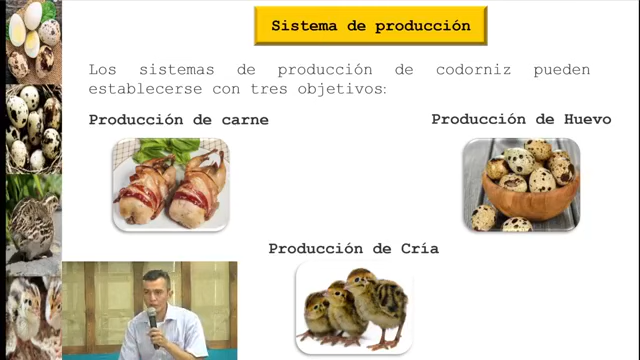 Sistema de producción
Los sistemas de producción de codorniz pueden
establecerse con tres objetivos:
Producción de carne
Producción de Huevo
Producción de Cría